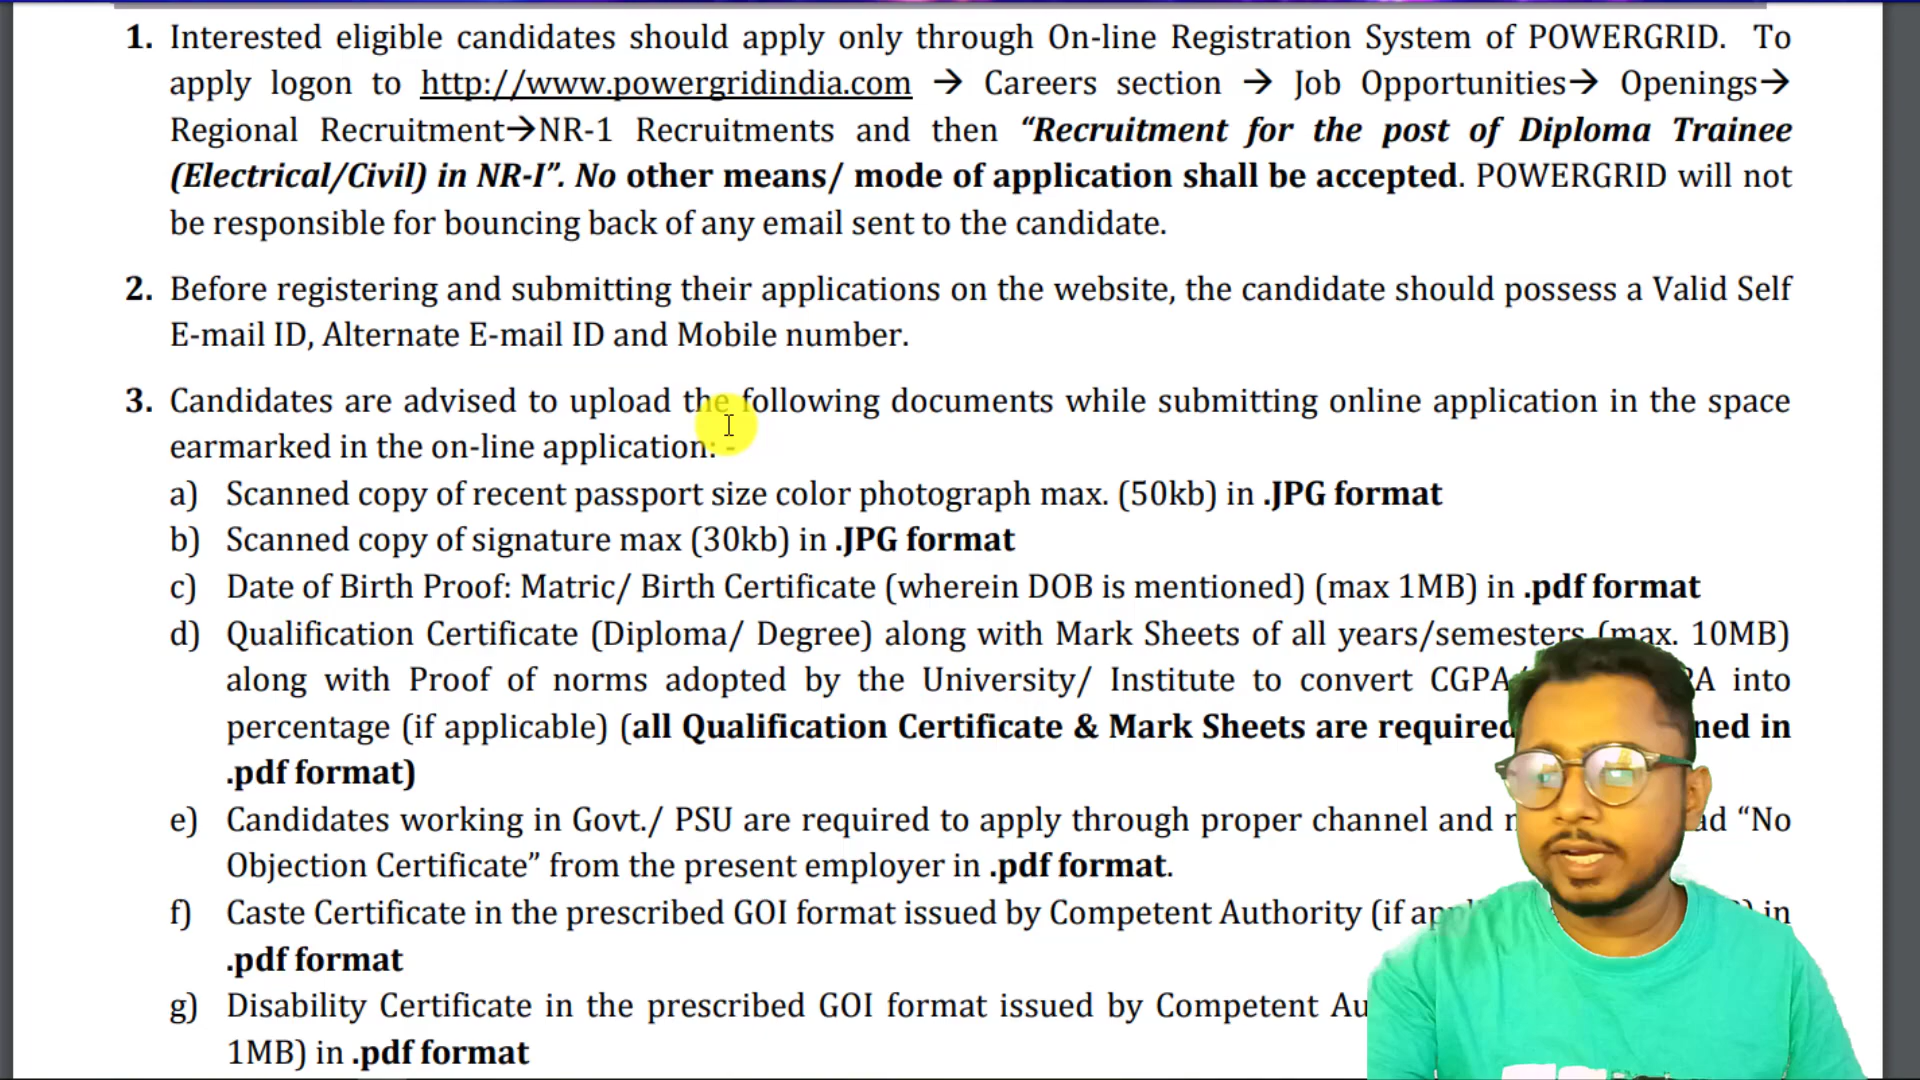 1. Interested eligible candidates should apply only through On-line Registration System of POWERGRID. To
apply logon to http://www.powergridindia.com → Careers section → Job Opportunities→ Openings→
Regional Recruitment→NR-1 Recruitments and then “Recruitment for the post of Diploma Trainee
(Electrical/Civil) in NR-I”. No other means/ mode of application shall be accepted. POWERGRID will not
be responsible for bouncing back of any email sent to the candidate.
2. Before registering and submitting their applications on the website, the candidate should possess a Valid Self
E-mail ID, Alternate E-mail ID and Mobile number.
3. Candidates are advised to upload the following documents while submitting online application in the space
earmarked in the on-line application: -
a) Scanned copy of recent passport size color photograph max. (50kb) in .JPG format
b) Scanned copy of signature max (30kb) in .JPG format
c) Date of Birth Proof: Matric/ Birth Certificate (wherein DOB is mentioned) (max 1MB) in .pdf format
d) Qualification Certificate (Diploma/ Degree) along with Mark Sheets of all years/semesters (max. 10MB)
along with Proof of norms adopted by the University/ Institute to convert CGPA into
percentage (if applicable) (all Qualification Certificate & Mark Sheets are required in
.pdf format)
e) Candidates working in Govt./ PSU are required to apply through proper channel and “No
Objection Certificate” from the present employer in .pdf format.
f) Caste Certificate in the prescribed GOI format issued by Competent Authority (if in
.pdf format
g) Disability Certificate in the prescribed GOI format issued by Competent
1MB) in .pdf format